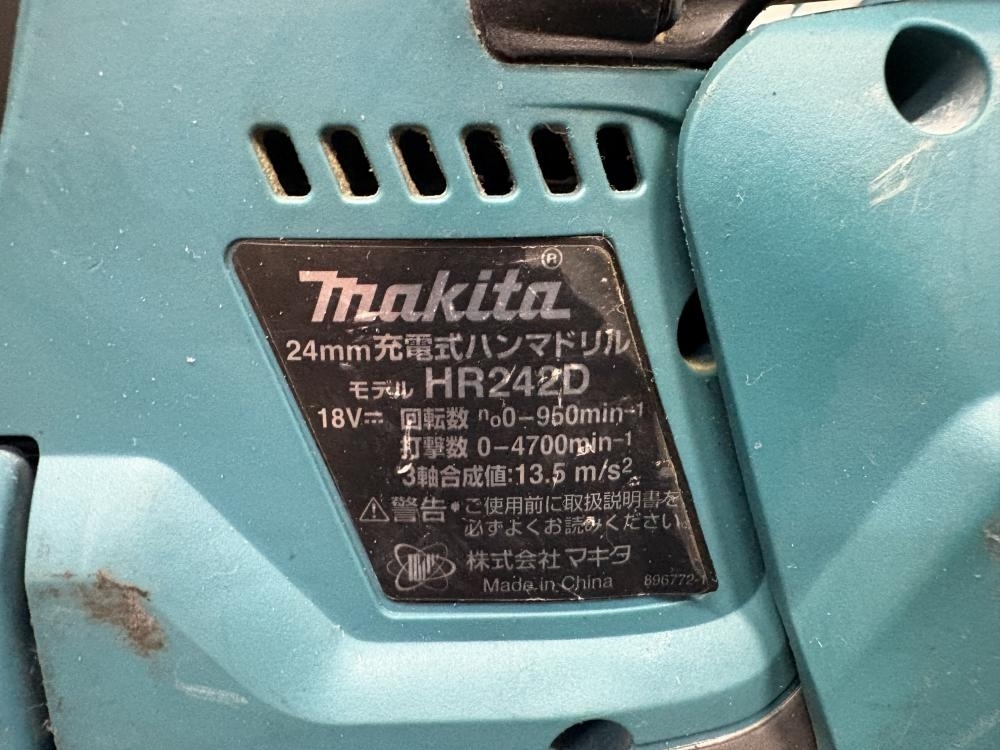 makita®
24mm充電式ハンマドリル
モデル HR242D
18V⎓ 回転数 n₀0-950min⁻¹
打撃数 0-4700min⁻¹
3軸合成値:13.5 m/s²
⚠警告・ご使用前に取扱説明書を
必ずよくお読みください。
株式会社 マキタ
Made in China 896772-1